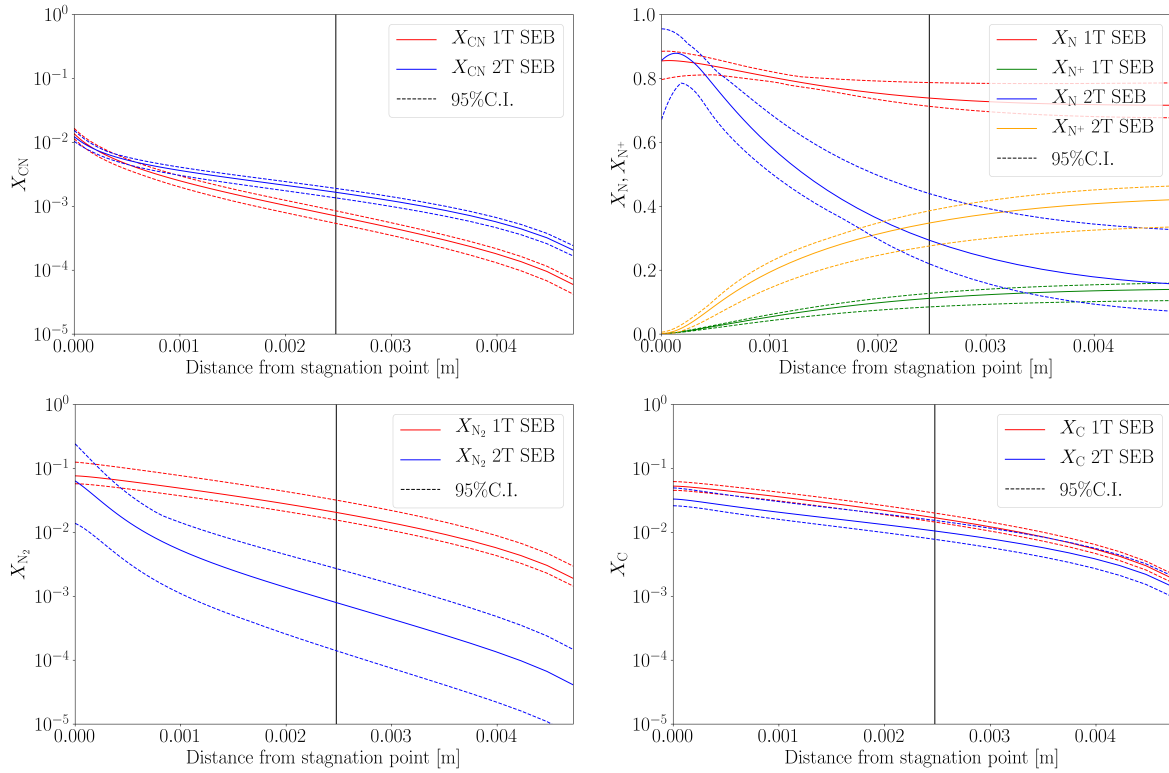 10⁰
10⁻¹
10⁻²
10⁻³
10⁻⁴
10⁻⁵
X_CN
X_CN 1T SEB
X_CN 2T SEB
95%C.I.
0.000 0.001 0.002 0.003 0.004
Distance from stagnation point [m]
1.0
0.8
0.6
0.4
0.2
0.0
X_N, X_N⁺
X_N 1T SEB
X_N⁺ 1T SEB
X_N 2T SEB
X_N⁺ 2T SEB
95%C.I.
0.000 0.001 0.002 0.003 0.004
Distance from stagnation point [m]
10⁰
10⁻¹
10⁻²
10⁻³
10⁻⁴
10⁻⁵
X_N₂
X_N₂ 1T SEB
X_N₂ 2T SEB
95%C.I.
0.000 0.001 0.002 0.003 0.004
Distance from stagnation point [m]
10⁰
10⁻¹
10⁻²
10⁻³
10⁻⁴
10⁻⁵
X_C
X_C 1T SEB
X_C 2T SEB
95%C.I.
0.000 0.001 0.002 0.003 0.004
Distance from stagnation point [m]